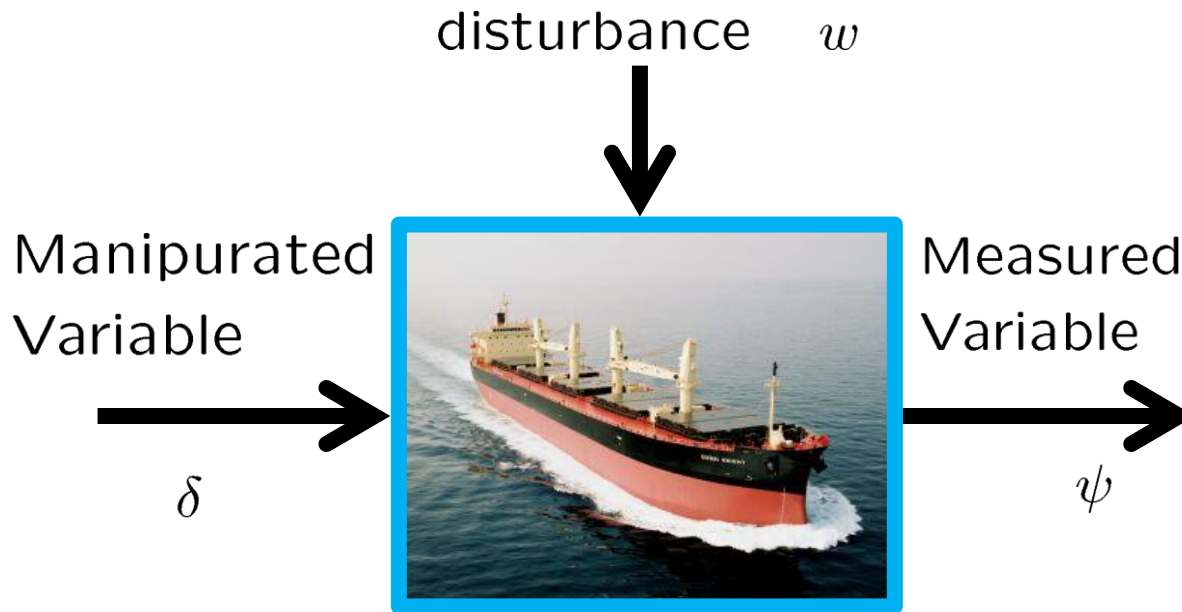 disturbance w
Manipurated
Variable
Measured
Variable
δ
ψ